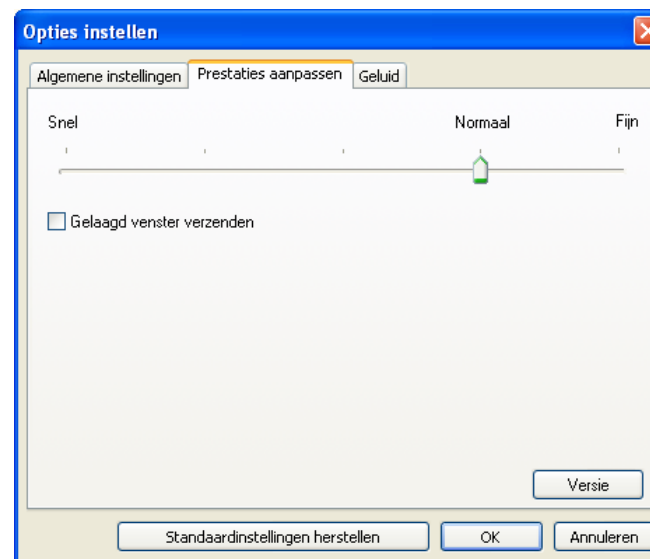 Opties instellen
Algemene instellingen Prestaties aanpassen Geluid
Snel Normaal Fijn
Gelaagd venster verzenden
Versie
Standaardinstellingen herstellen OK Annuleren